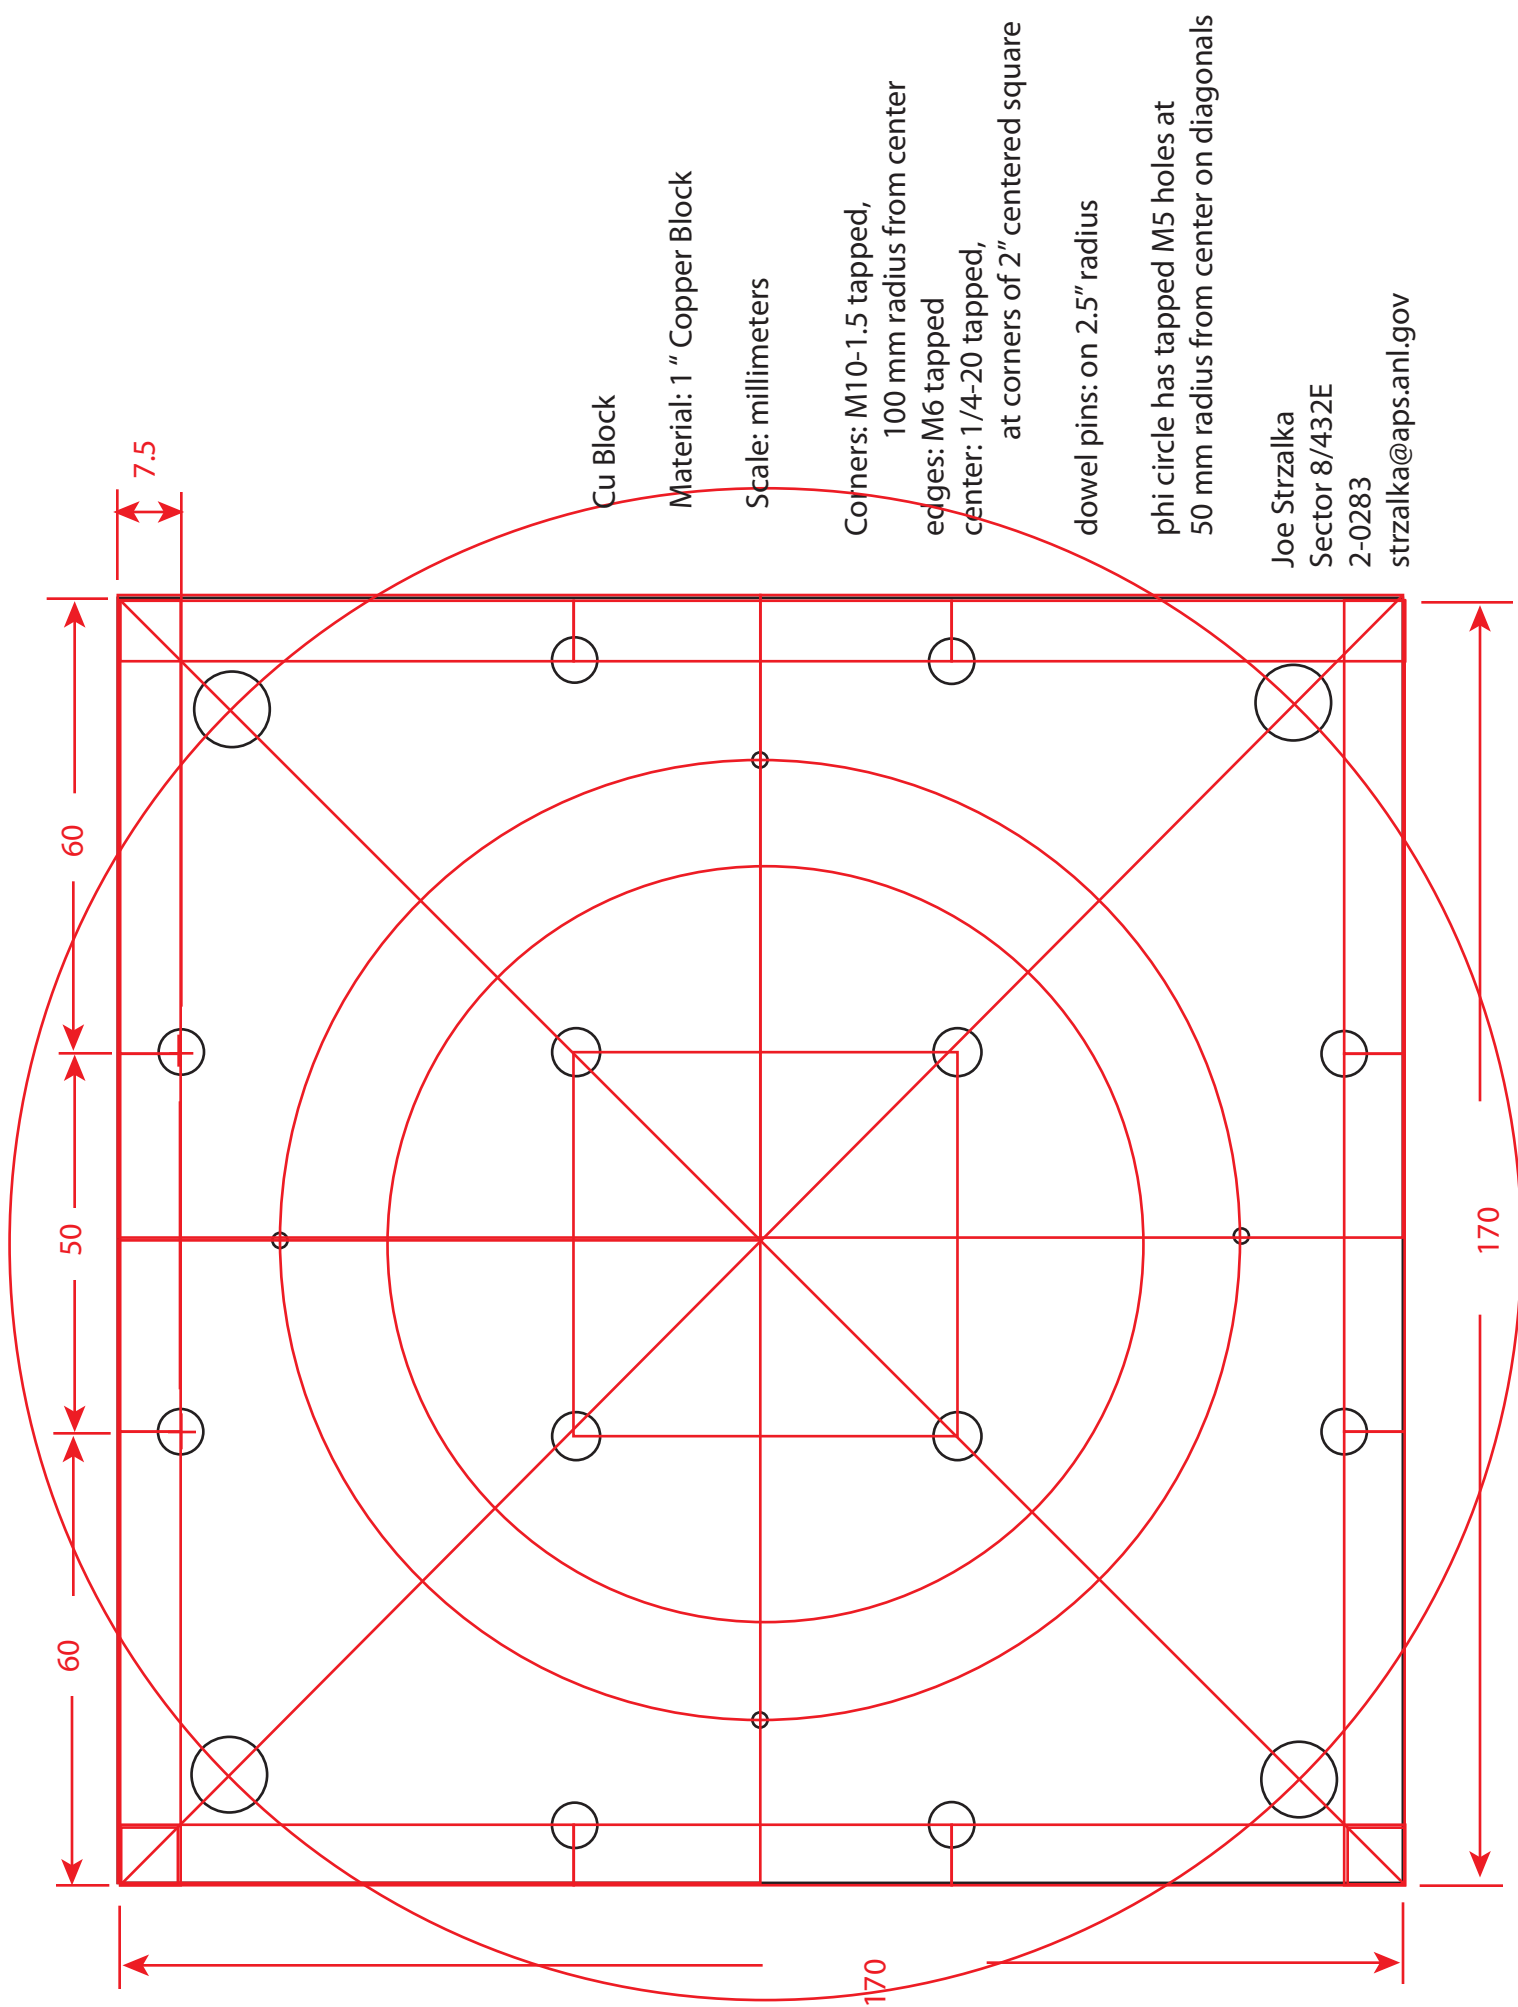 60
50
60
7.5
170
170
Cu Block
Material: 1 “ Copper Block
Scale: millimeters
Corners: M10-1.5 tapped,
100 mm radius from center
edges: M6 tapped
center: 1/4-20 tapped,
at corners of 2” centered square
dowel pins: on 2.5” radius
phi circle has tapped M5 holes at
50 mm radius from center on diagonals
Joe Strzalka
Sector 8/432E
2-0283
strzalka@aps.anl.gov